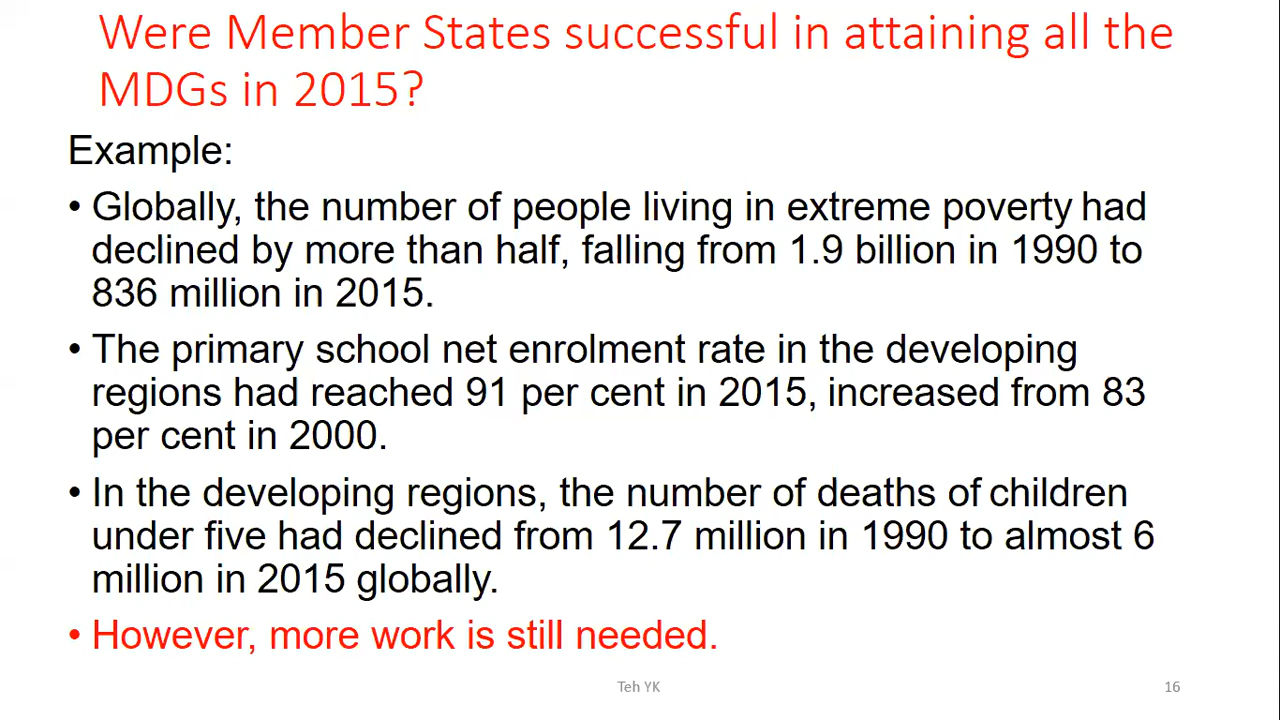 Were Member States successful in attaining all the
MDGs in 2015?
Example:
• Globally, the number of people living in extreme poverty had
declined by more than half, falling from 1.9 billion in 1990 to
836 million in 2015.
• The primary school net enrolment rate in the developing
regions had reached 91 per cent in 2015, increased from 83
per cent in 2000.
• In the developing regions, the number of deaths of children
under five had declined from 12.7 million in 1990 to almost 6
million in 2015 globally.
• However, more work is still needed.
Teh YK
16